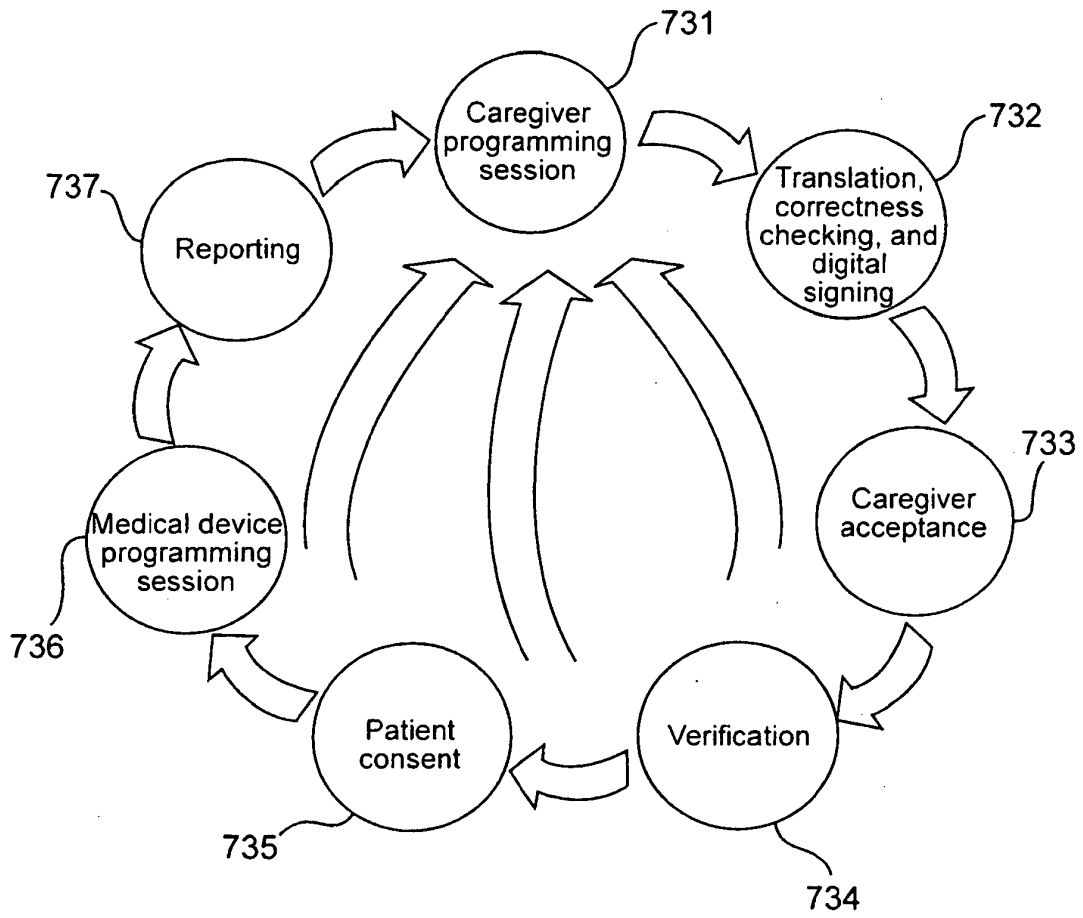 731
Caregiver
programming
session
732
Translation,
correctness
checking, and
digital
signing
733
Caregiver
acceptance
734
Verification
735
Patient
consent
736
Medical device
programming
session
737
Reporting